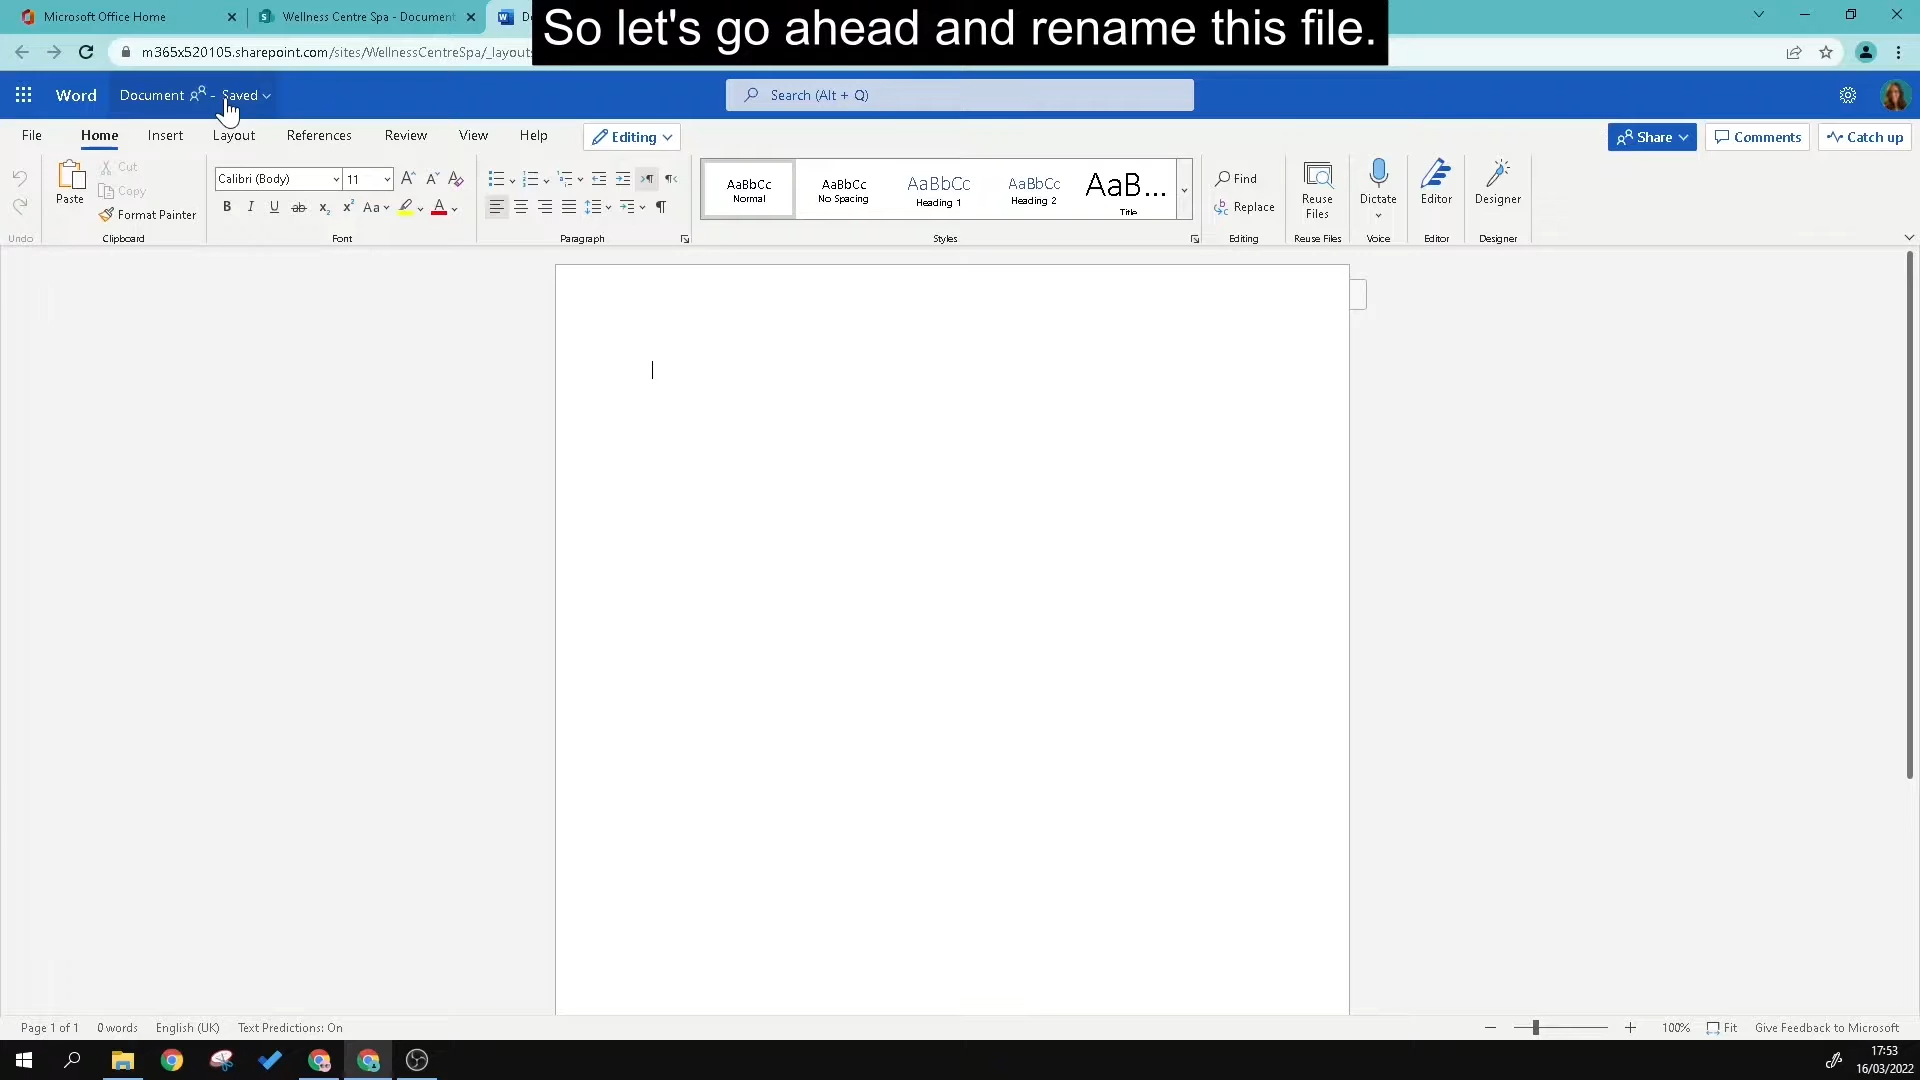 Microsoft Office Home
Wellness Centre Spa - Document
So let's go ahead and rename this file.
m365x520105.sharepoint.com/sites/WellnessCentreSpa/_layout
Word
Document - Saved
Search (Alt + Q)
File
Home
Insert
Layout
References
Review
View
Help
Editing
Share
Comments
Catch up
Paste
Cut
Copy
Format Painter
Calibri (Body)
11
AaBbCc
Normal
AaBbCc
No Spacing
AaBbCc
Heading 1
AaBbCc
Heading 2
AaB...
Title
Find
Replace
Reuse
Files
Dictate
Editor
Designer
Undo
Clipboard
Font
Paragraph
Styles
Editing
Reuse Files
Voice
Editor
Designer
Page 1 of 1
0 words
English (UK)
Text Predictions: On
100%
Fit
Give Feedback to Microsoft
17:53
16/03/2022